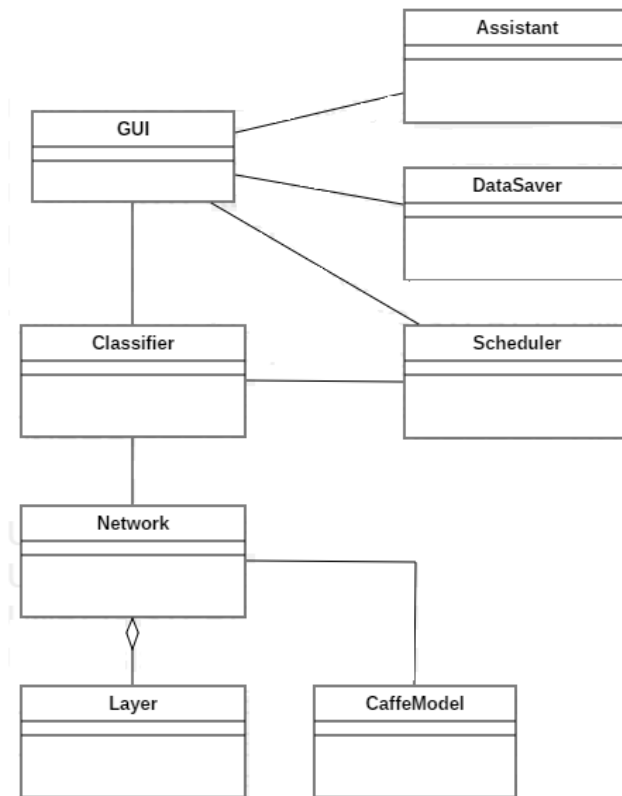 Assistant
GUI
DataSaver
Classifier
Scheduler
Network
Layer
CaffeModel